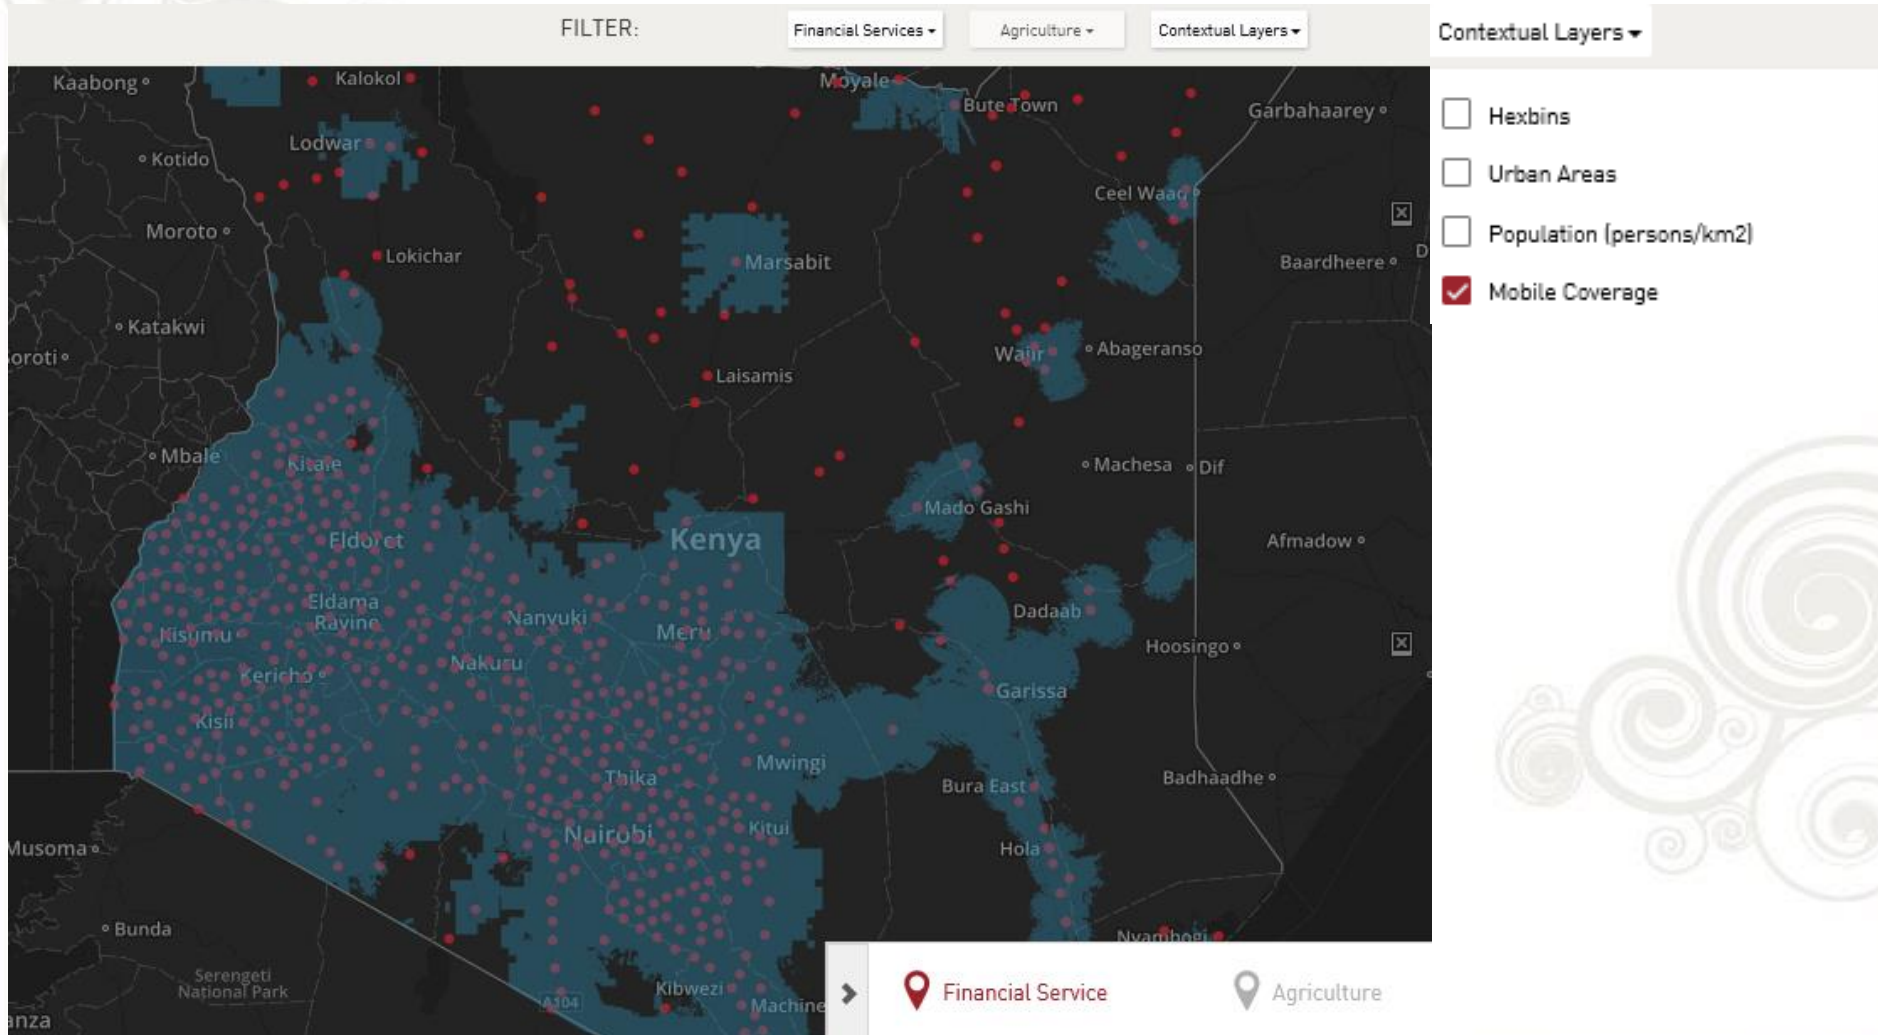 FILTER:
Financial Services
Agriculture
Contextual Layers
Contextual Layers
Hexbins
Urban Areas
Population (persons/km2)
Mobile Coverage
Kaabong
Kalokol
Moyale
Bute Town
Garbahaarey
Lodwar
Kotido
Ceel Waaq
Moroto
Lokichar
Marsabit
Baardheere
D
Katakwi
Soroti
Wajir
Abageranso
Laisamis
Mbale
Kitale
Machesa
Dif
Mado Gashi
Eldoret
Kenya
Afmadow
Eldama
Ravine
Nanyuki
Dadaab
Kisumu
Meru
Hoosingo
Nakuru
Kericho
Garissa
Kisii
Mwingi
Thika
Bura East
Badhaadhe
Nairobi
Kitui
Musoma
Hola
Bunda
Nyambogi
Serengeti
National Park
Kibwezi
A104
Machine
anza
Financial Service
Agriculture